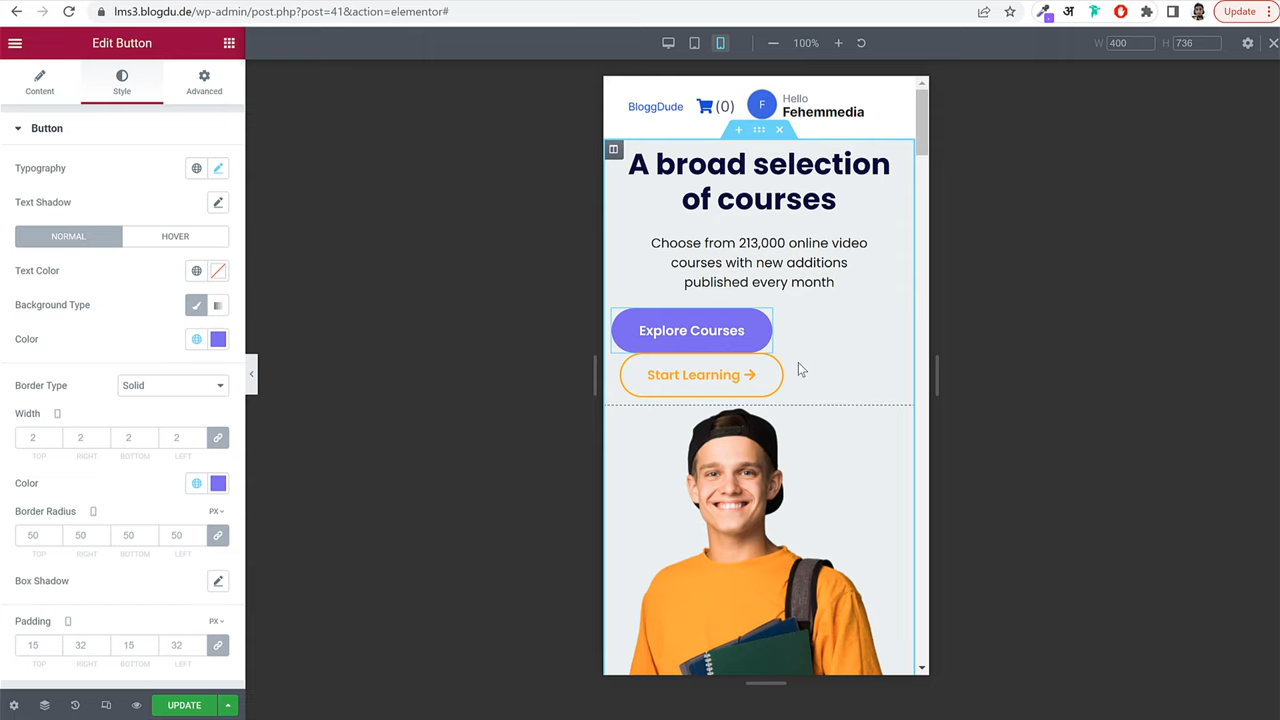 lms3.blogdu.de/wp-admin/post.php?post=41&action=elementor#
अ
Update
Edit Button
100%
W 400
H 736
Content
Style
Advanced
Button
Typography
Text Shadow
NORMAL
HOVER
Text Color
Background Type
Color
Border Type
Solid
Width
2 2 2 2
TOP RIGHT BOTTOM LEFT
Color
Border Radius
PX
50 50 50 50
TOP RIGHT BOTTOM LEFT
Box Shadow
Padding
PX
15 32 15 32
TOP RIGHT BOTTOM LEFT
UPDATE
BloggDude
(0)
F
Hello
Fehemmedia
A broad selection
of courses
Choose from 213,000 online video
courses with new additions
published every month
Explore Courses
Start Learning